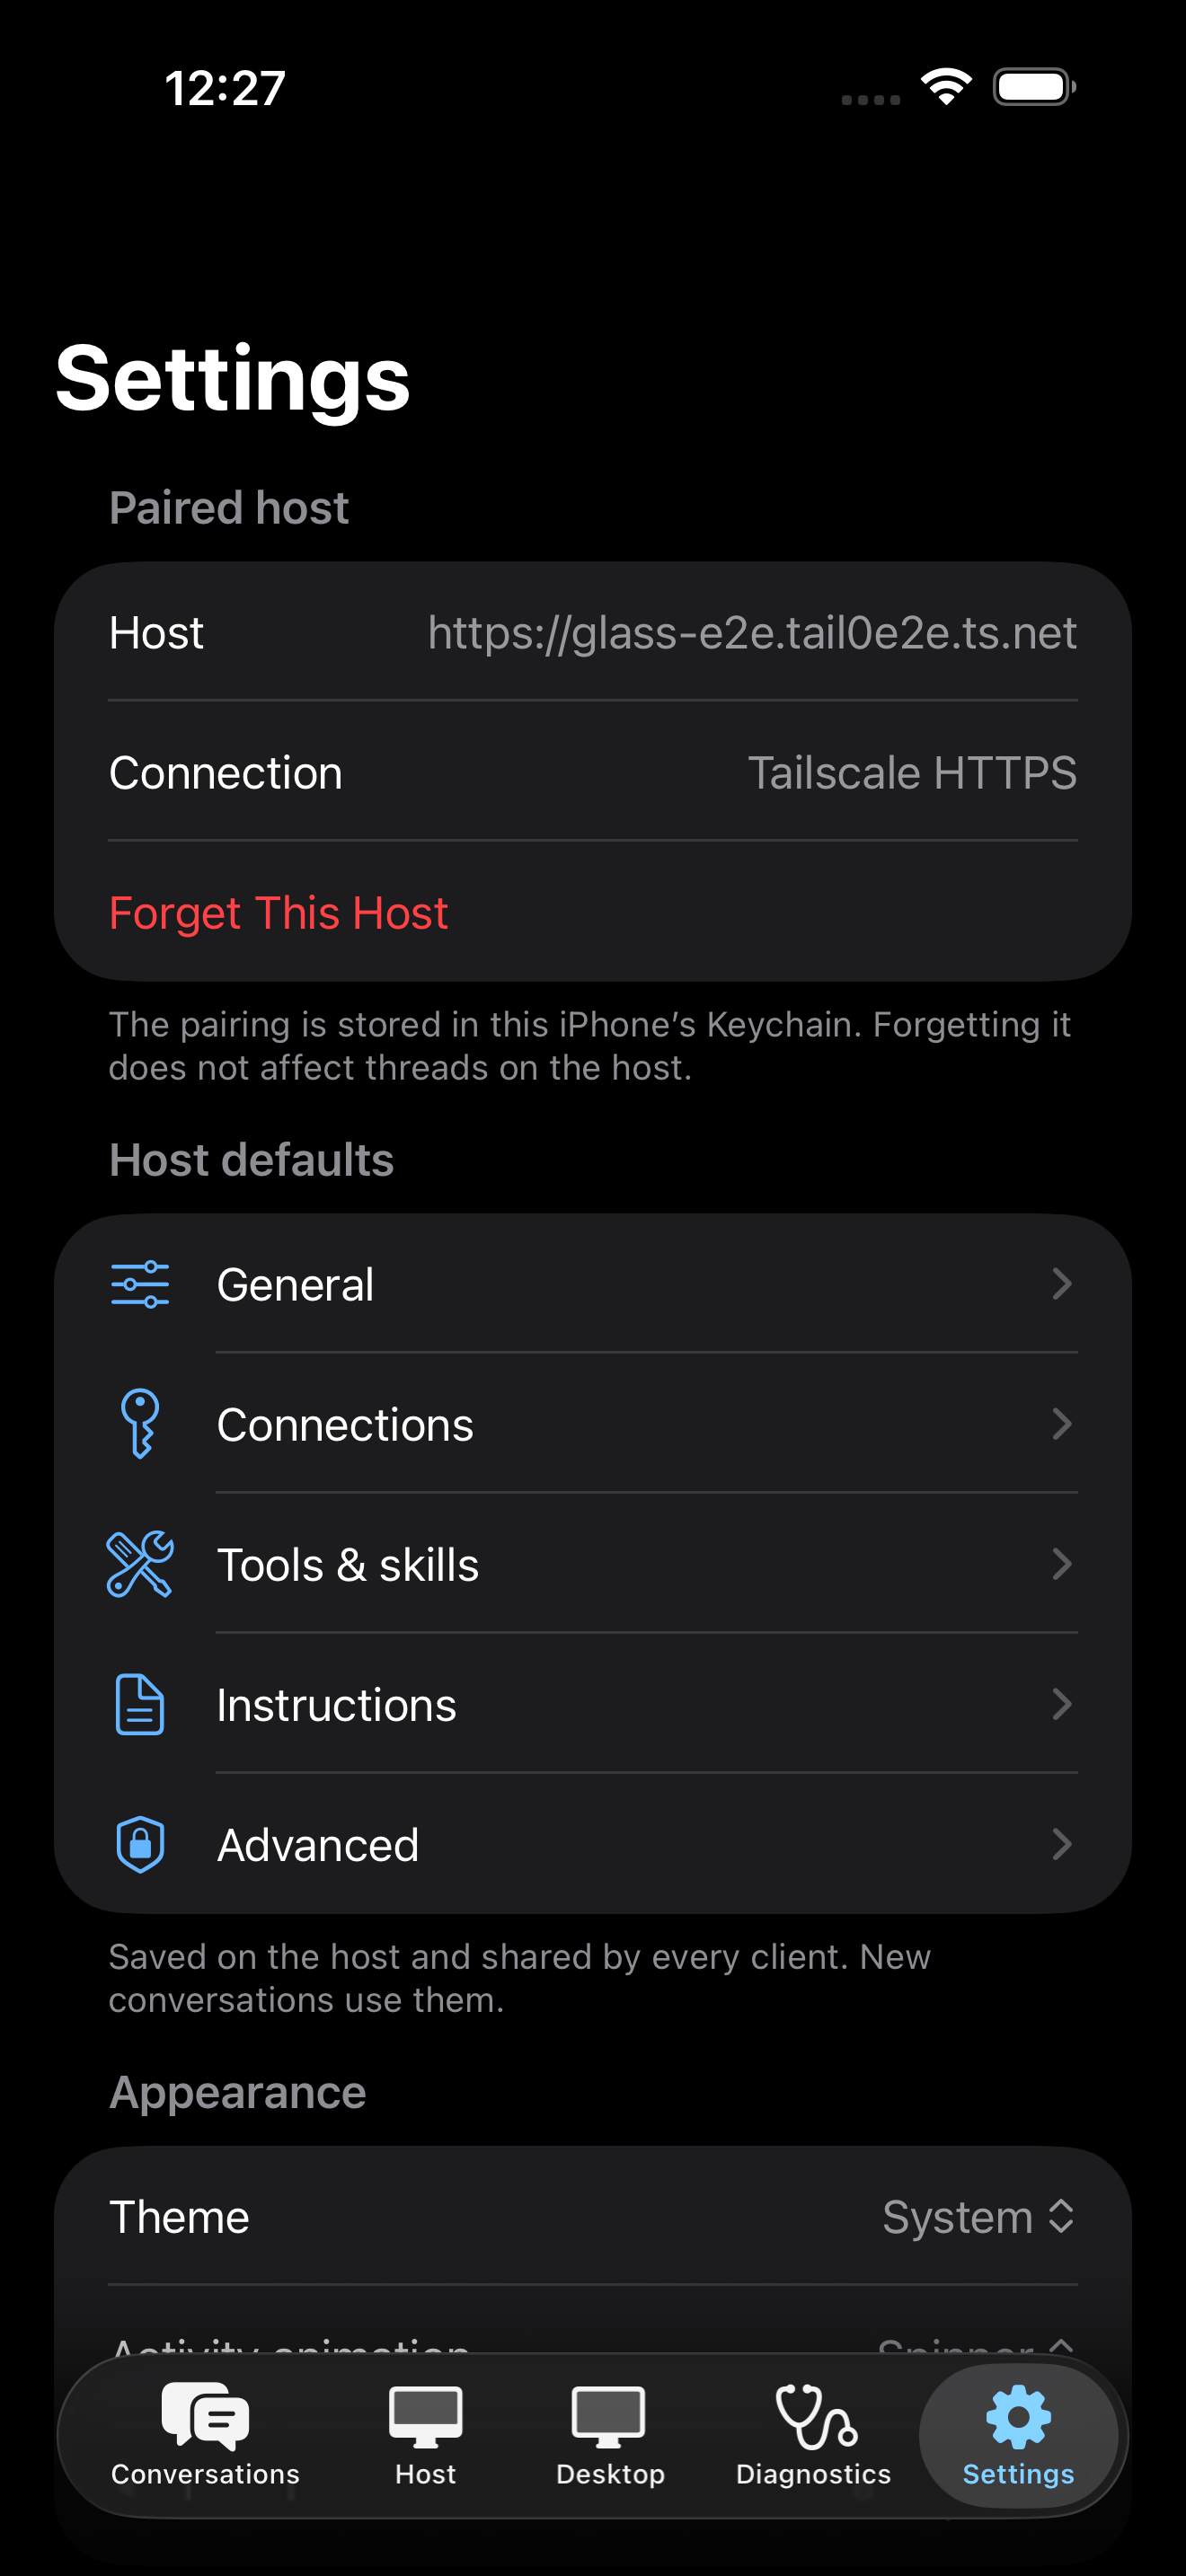 12:27
Settings
Paired host
Host https://glass-e2e.tail0e2e.ts.net
Connection Tailscale HTTPS
Forget This Host
The pairing is stored in this iPhone’s Keychain. Forgetting it
does not affect threads on the host.
Host defaults
General
Connections
Tools & skills
Instructions
Advanced
Saved on the host and shared by every client. New
conversations use them.
Appearance
Theme System
Activity animation Spinner
Conversations Host Desktop Diagnostics Settings